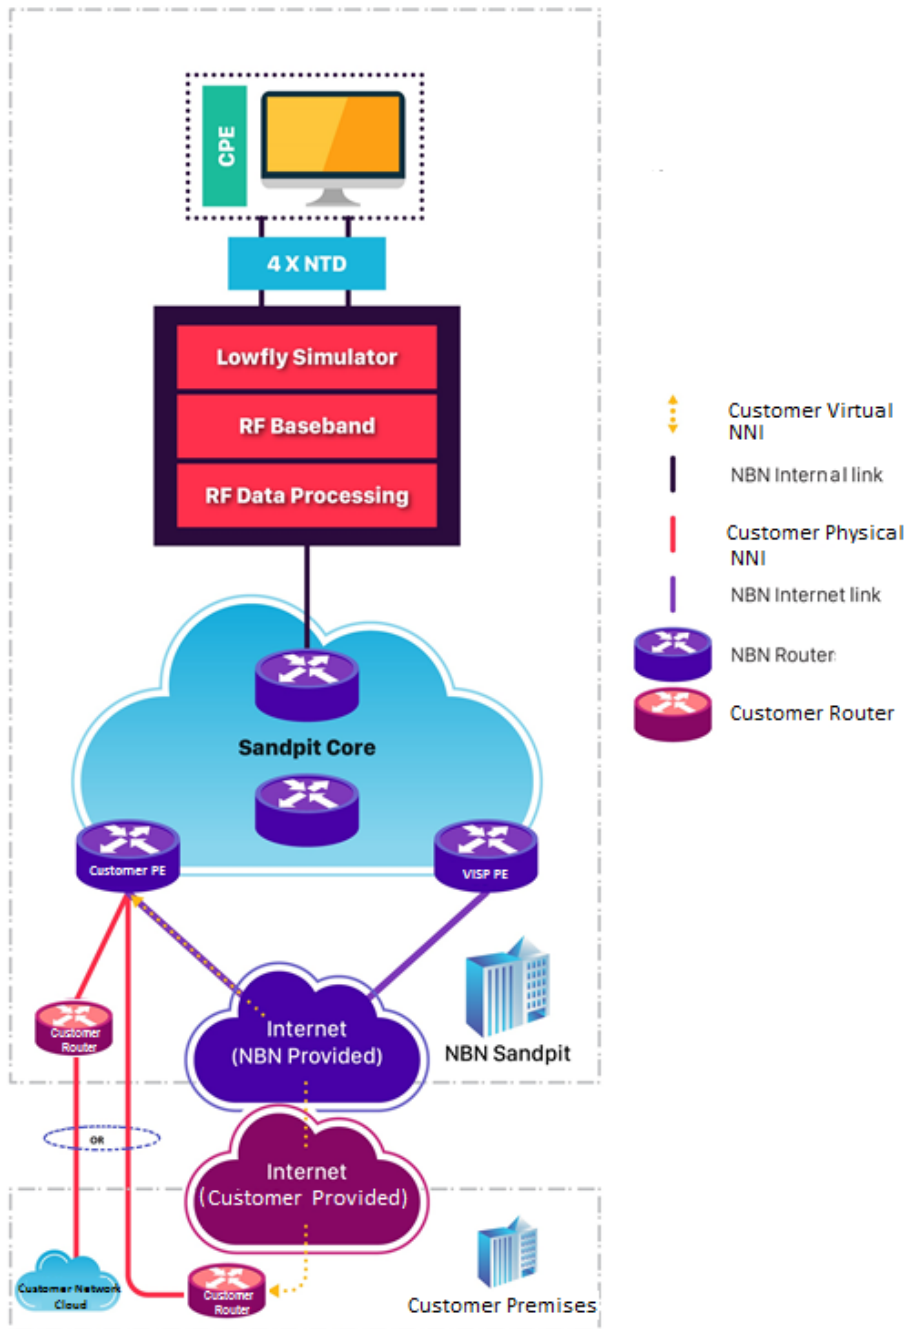 CPE
4 X NTD
Lowfly Simulator
RF Baseband
RF Data Processing
Customer Virtual
NNI
NBN Internal link
Customer Physical
NNI
NBN Internet link
NBN Router
Customer Router
Sandpit Core
Customer PE
VISP PE
Customer
Router
Internet
(NBN Provided)
NBN Sandpit
OR
Internet
(Customer Provided)
Customer Network
Cloud
Customer
Router
Customer Premises